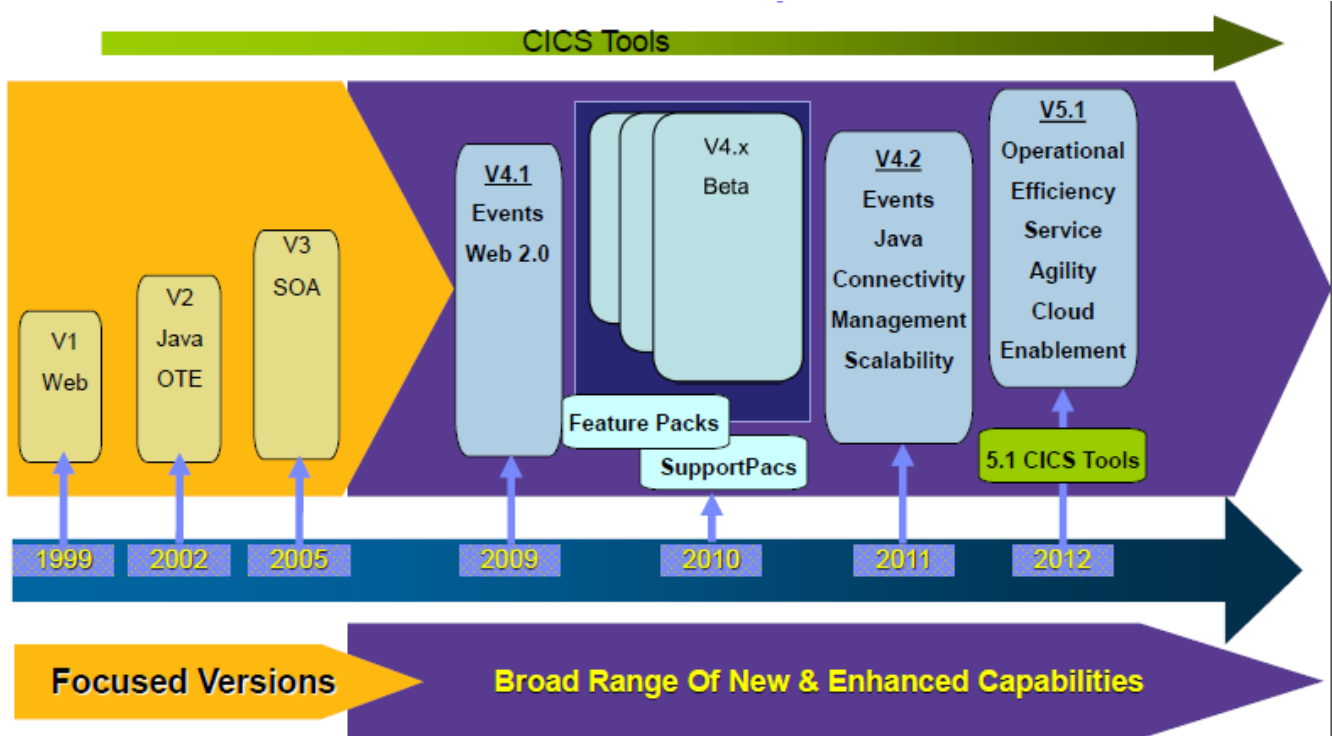 CICS Tools
V1
Web
V2
Java
OTE
V3
SOA
V4.1
Events
Web 2.0
V4.x
Beta
Feature Packs
SupportPacs
V4.2
Events
Java
Connectivity
Management
Scalability
V5.1
Operational
Efficiency
Service
Agility
Cloud
Enablement
5.1 CICS Tools
1999
2002
2005
2009
2010
2011
2012
Focused Versions
Broad Range Of New & Enhanced Capabilities